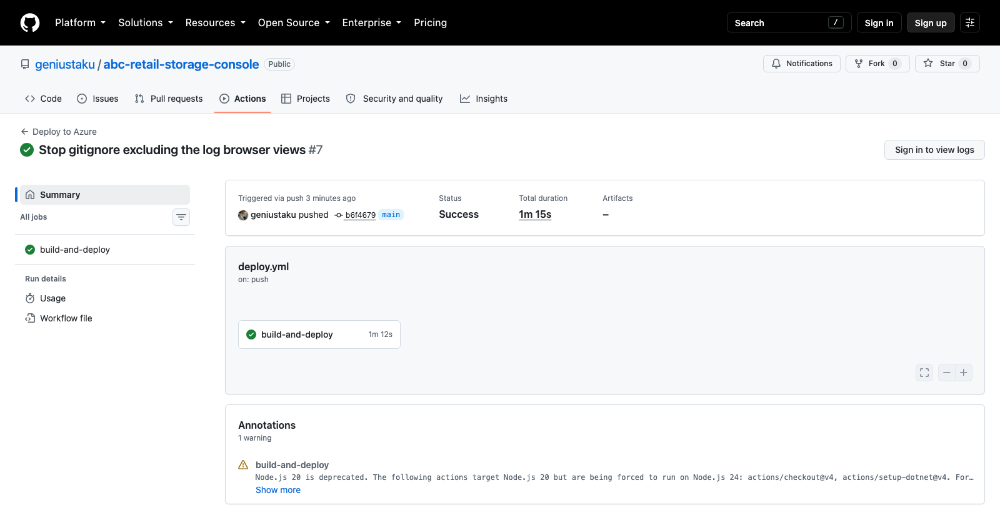 Platform Solutions Resources Open Source Enterprise Pricing Search / Sign in Sign up
geniustaku / abc-retail-storage-console Public Notifications Fork 0 Star 0
Code Issues Pull requests Actions Projects Security and quality Insights
Deploy to Azure
Stop gitignore excluding the log browser views #7
Sign in to view logs
Summary
All jobs
build-and-deploy
Run details
Usage
Workflow file
Triggered via push 3 minutes ago
geniustaku pushed b6f4679 main
Status
Success
Total duration
1m 15s
Artifacts
–
deploy.yml
on: push
build-and-deploy 1m 12s
Annotations
1 warning
build-and-deploy
Node.js 20 is deprecated. The following actions target Node.js 20 but are being forced to run on Node.js 24: actions/checkout@v4, actions/setup-dotnet@v4. For…
Show more